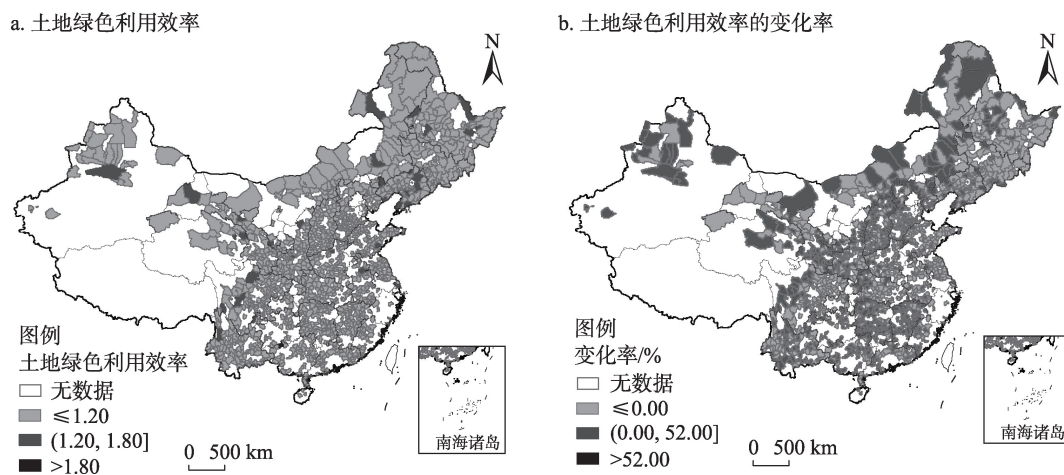 a. 土地绿色利用效率
N
图例
土地绿色利用效率
无数据
≤1.20
(1.20, 1.80]
>1.80
0 500 km
南海诸岛
b. 土地绿色利用效率的变化率
N
图例
变化率/%
无数据
≤0.00
(0.00, 52.00]
>52.00
0 500 km
南海诸岛